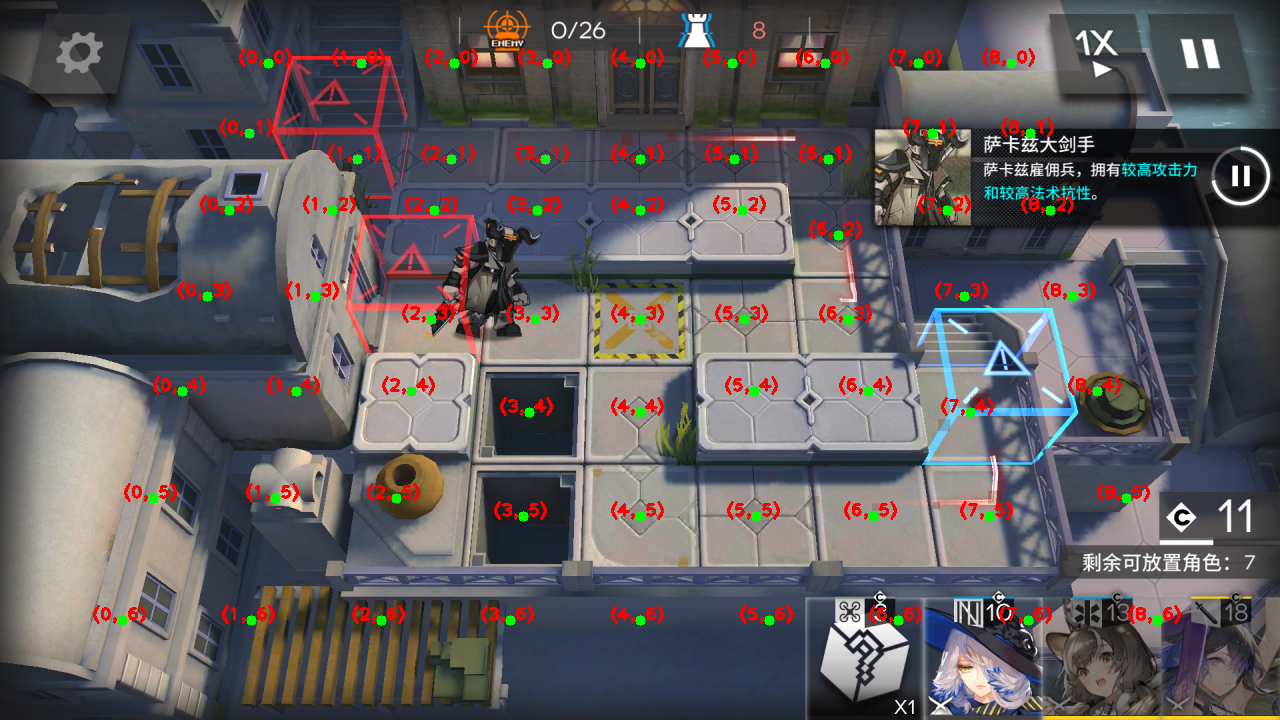 ENEMY
0/26
8
1X
(0, 0) (1, 0) (2, 0) (3, 0) (4, 0) (5, 0) (6, 0) (7, 0) (8, 0)
(0, 1) (1, 1) (2, 1) (3, 1) (4, 1) (5, 1) (6, 1) (7, 1) (8, 1)
萨卡兹大剑手
萨卡兹雇佣兵，拥有较高攻击力
和较高法术抗性。
(0, 2) (1, 2) (2, 2) (3, 2) (4, 2) (5, 2) (6, 2) (7, 2) (8, 2)
(0, 3) (1, 3) (2, 3) (3, 3) (4, 3) (5, 3) (6, 3) (7, 3) (8, 3)
(0, 4) (1, 4) (2, 4) (3, 4) (4, 4) (5, 4) (6, 4) (7, 4) (8, 4)
(0, 5) (1, 5) (2, 5) (3, 5) (4, 5) (5, 5) (6, 5) (7, 5) (8, 5)
C 11
剩余可放置角色：7
(0, 6) (1, 6) (2, 6) (3, 6) (4, 6) (5, 6) (6, 6) (7, 6) (8, 6)
13 18
X1